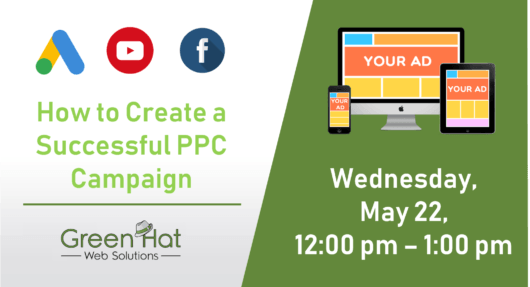 How to Create a
Successful PPC
Campaign
Green Hat
Web Solutions
YOUR AD
YOUR
AD
YOUR AD
Wednesday,
May 22,
12:00 pm – 1:00 pm